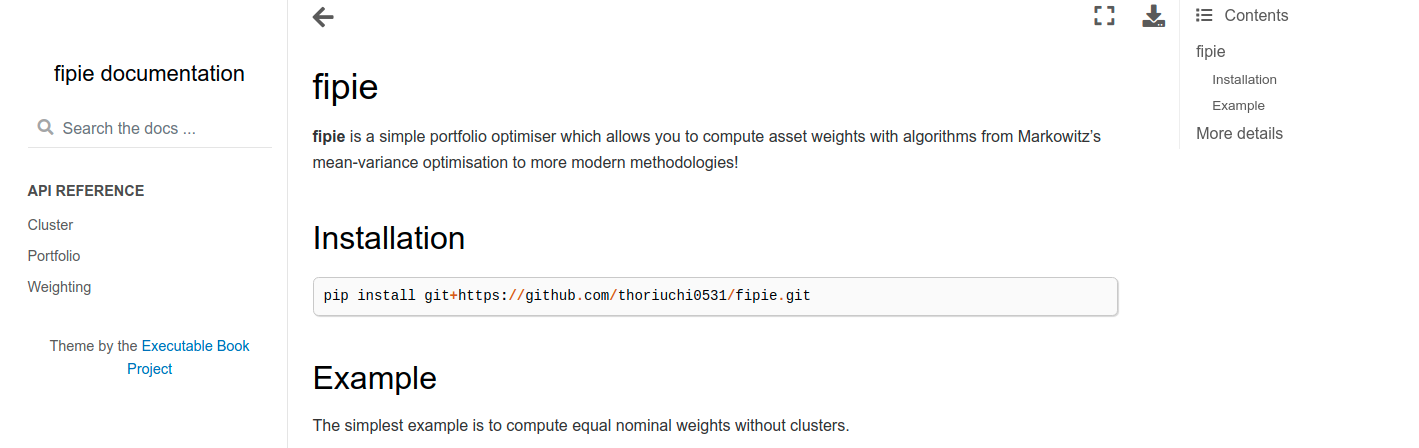 fipie documentation
Search the docs ...
API REFERENCE
Cluster
Portfolio
Weighting
Theme by the Executable Book
Project
fipie
fipie is a simple portfolio optimiser which allows you to compute asset weights with algorithms from Markowitz's
mean-variance optimisation to more modern methodologies!
Installation
pip install git+https://github.com/thoriuchi0531/fipie.git
Example
The simplest example is to compute equal nominal weights without clusters.
Contents
fipie
Installation
Example
More details